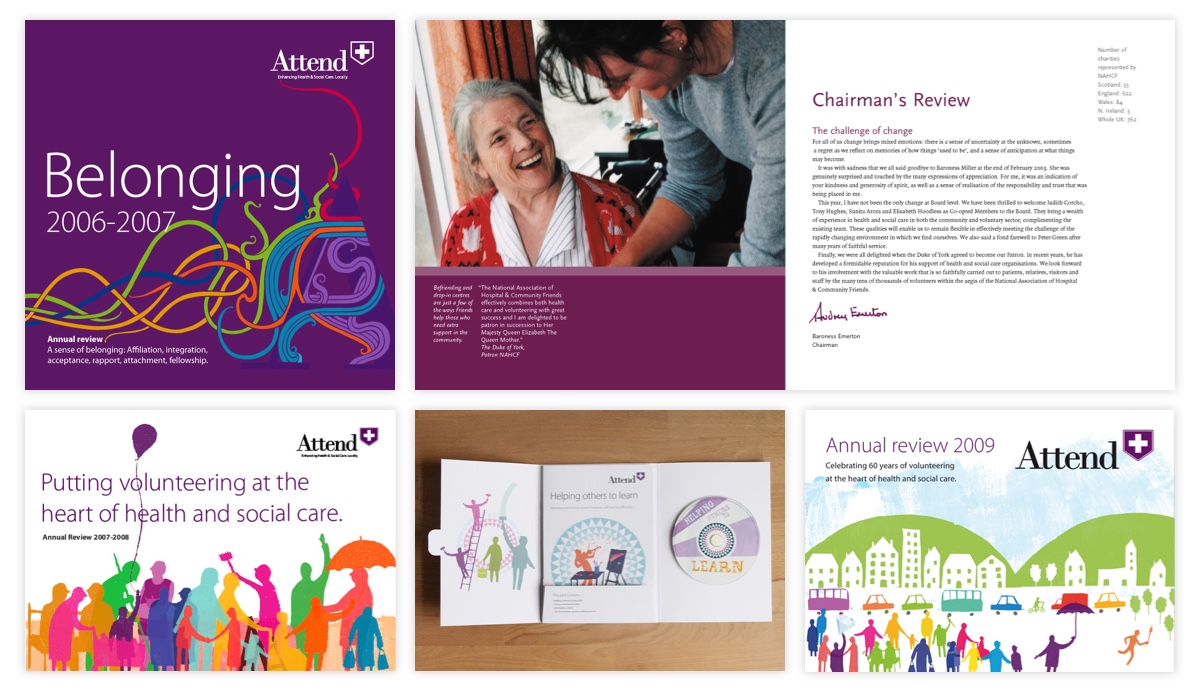 Attend
Enhancing Health & Social Care. Locally.
Belonging
2006-2007
Annual review
A sense of belonging: Affiliation, integration,
acceptance, rapport, attachment, fellowship.
Befriending and
drop-in centres
are just a few of
the ways Friends
help those who
need extra
support in the
community.
"The National Association of
Hospital & Community Friends
effectively combines both health
care and volunteering with great
success and I am delighted to be
patron in succession to Her
Majesty Queen Elizabeth The
Queen Mother."
The Duke of York,
Patron NAHCF
Number of
charities
represented by
NAHCF
Scotland: 53
England: 622
Wales: 84
N. Ireland: 3
Whole UK: 762
Chairman's Review
The challenge of change
For all of us change brings mixed emotions: there is a sense of uncertainty at the unknown, sometimes
a regret as we reflect on memories of how things 'used to be', and a sense of anticipation at what things
may become.
It was with sadness that we all said goodbye to Baroness Miller at the end of February 2003. She was
genuinely surprised and touched by the many expressions of appreciation. For me, it was an indication of
your kindness and generosity of spirit, as well as a sense of realisation of the responsibility and trust that was
being placed in me.
This year, I have not been the only change at Board level. We have been thrilled to welcome Judith Gorcho,
Tony Hughes, Sunita Arora and Elisabeth Hoodless as Co-opted Members to the Board. They bring a wealth
of experience in health and social care in both the community and voluntary sector, complimenting the
existing team. These qualities will enable us to remain flexible in effectively meeting the challenge of the
rapidly changing environment in which we find ourselves. We also said a fond farewell to Peter Green after
many years of faithful service.
Finally, we were all delighted when the Duke of York agreed to become our Patron. In recent years, he has
developed a formidable reputation for his support of health and social care organisations. We look forward
to his involvement with the valuable work that is so faithfully carried out to patients, relatives, visitors and
staff by the many tens of thousands of volunteers within the aegis of the National Association of Hospital
& Community Friends.
Audrey Emerton
Baroness Emerton
Chairman
Attend
Enhancing Health & Social Care. Locally.
Putting volunteering at the
heart of health and social care.
Annual Review 2007-2008
Attend
Helping others to learn
HELPING
LEARN
Annual review 2009
Celebrating 60 years of volunteering
at the heart of health and social care.
Attend